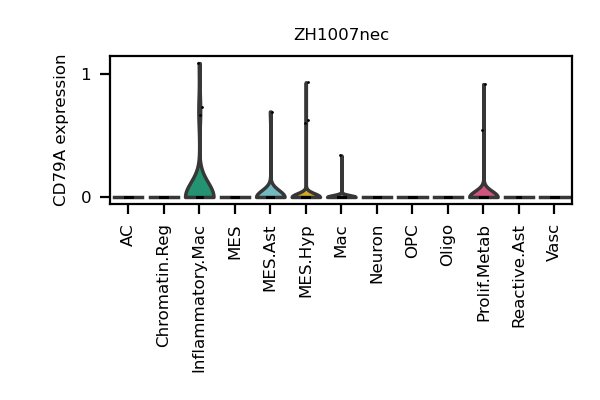 ZH1007nec
CD79A expression
1
0
AC
Chromatin.Reg
Inflammatory.Mac
MES
MES.Ast
MES.Hyp
Mac
Neuron
OPC
Oligo
Prolif.Metab
Reactive.Ast
Vasc